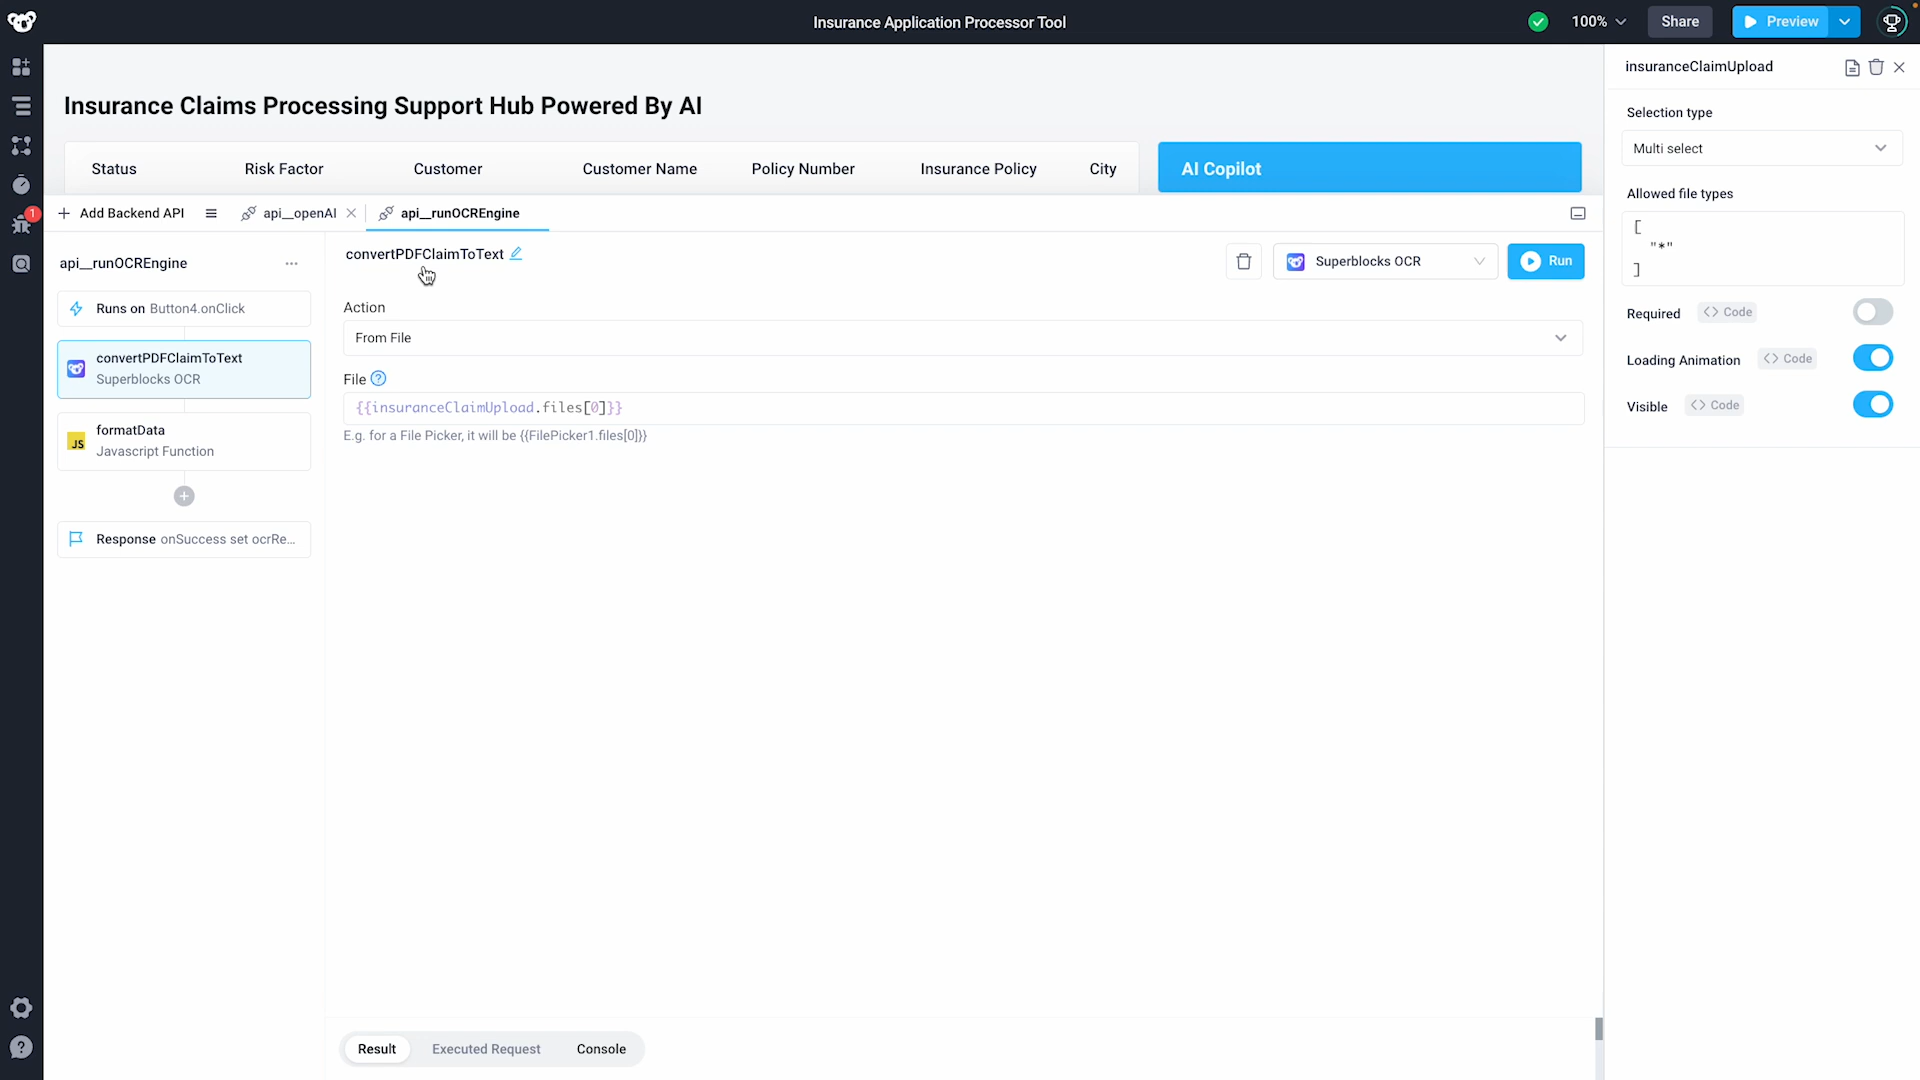 Insurance Application Processor Tool
100%
Share
Preview
Insurance Claims Processing Support Hub Powered By AI
Status Risk Factor Customer Customer Name Policy Number Insurance Policy City
AI Copilot
+ Add Backend API
api__openAI
api__runOCREngine
1
api__runOCREngine
Runs on Button4.onClick
convertPDFClaimToText
Superblocks OCR
JS
formatData
Javascript Function
Response onSuccess set ocrRe...
convertPDFClaimToText
Superblocks OCR
Run
Action
From File
File ?
{{insuranceClaimUpload.files[0]}}
E.g. for a File Picker, it will be {{FilePicker1.files[0]}}
Result Executed Request Console
insuranceClaimUpload
Selection type
Multi select
Allowed file types
[
"*"
]
Required <> Code
Loading Animation <> Code
Visible <> Code